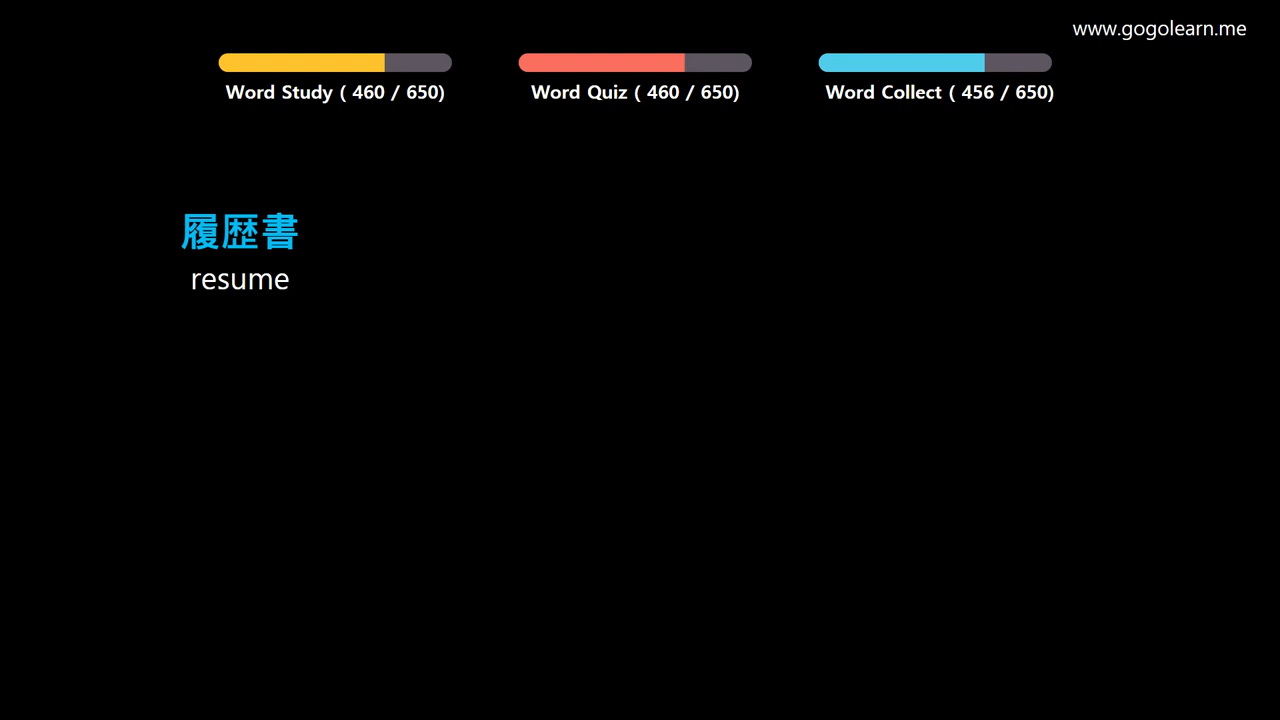 www.gogolearn.me
Word Study ( 460 / 650)
Word Quiz ( 460 / 650)
Word Collect ( 456 / 650)
履歴書
resume